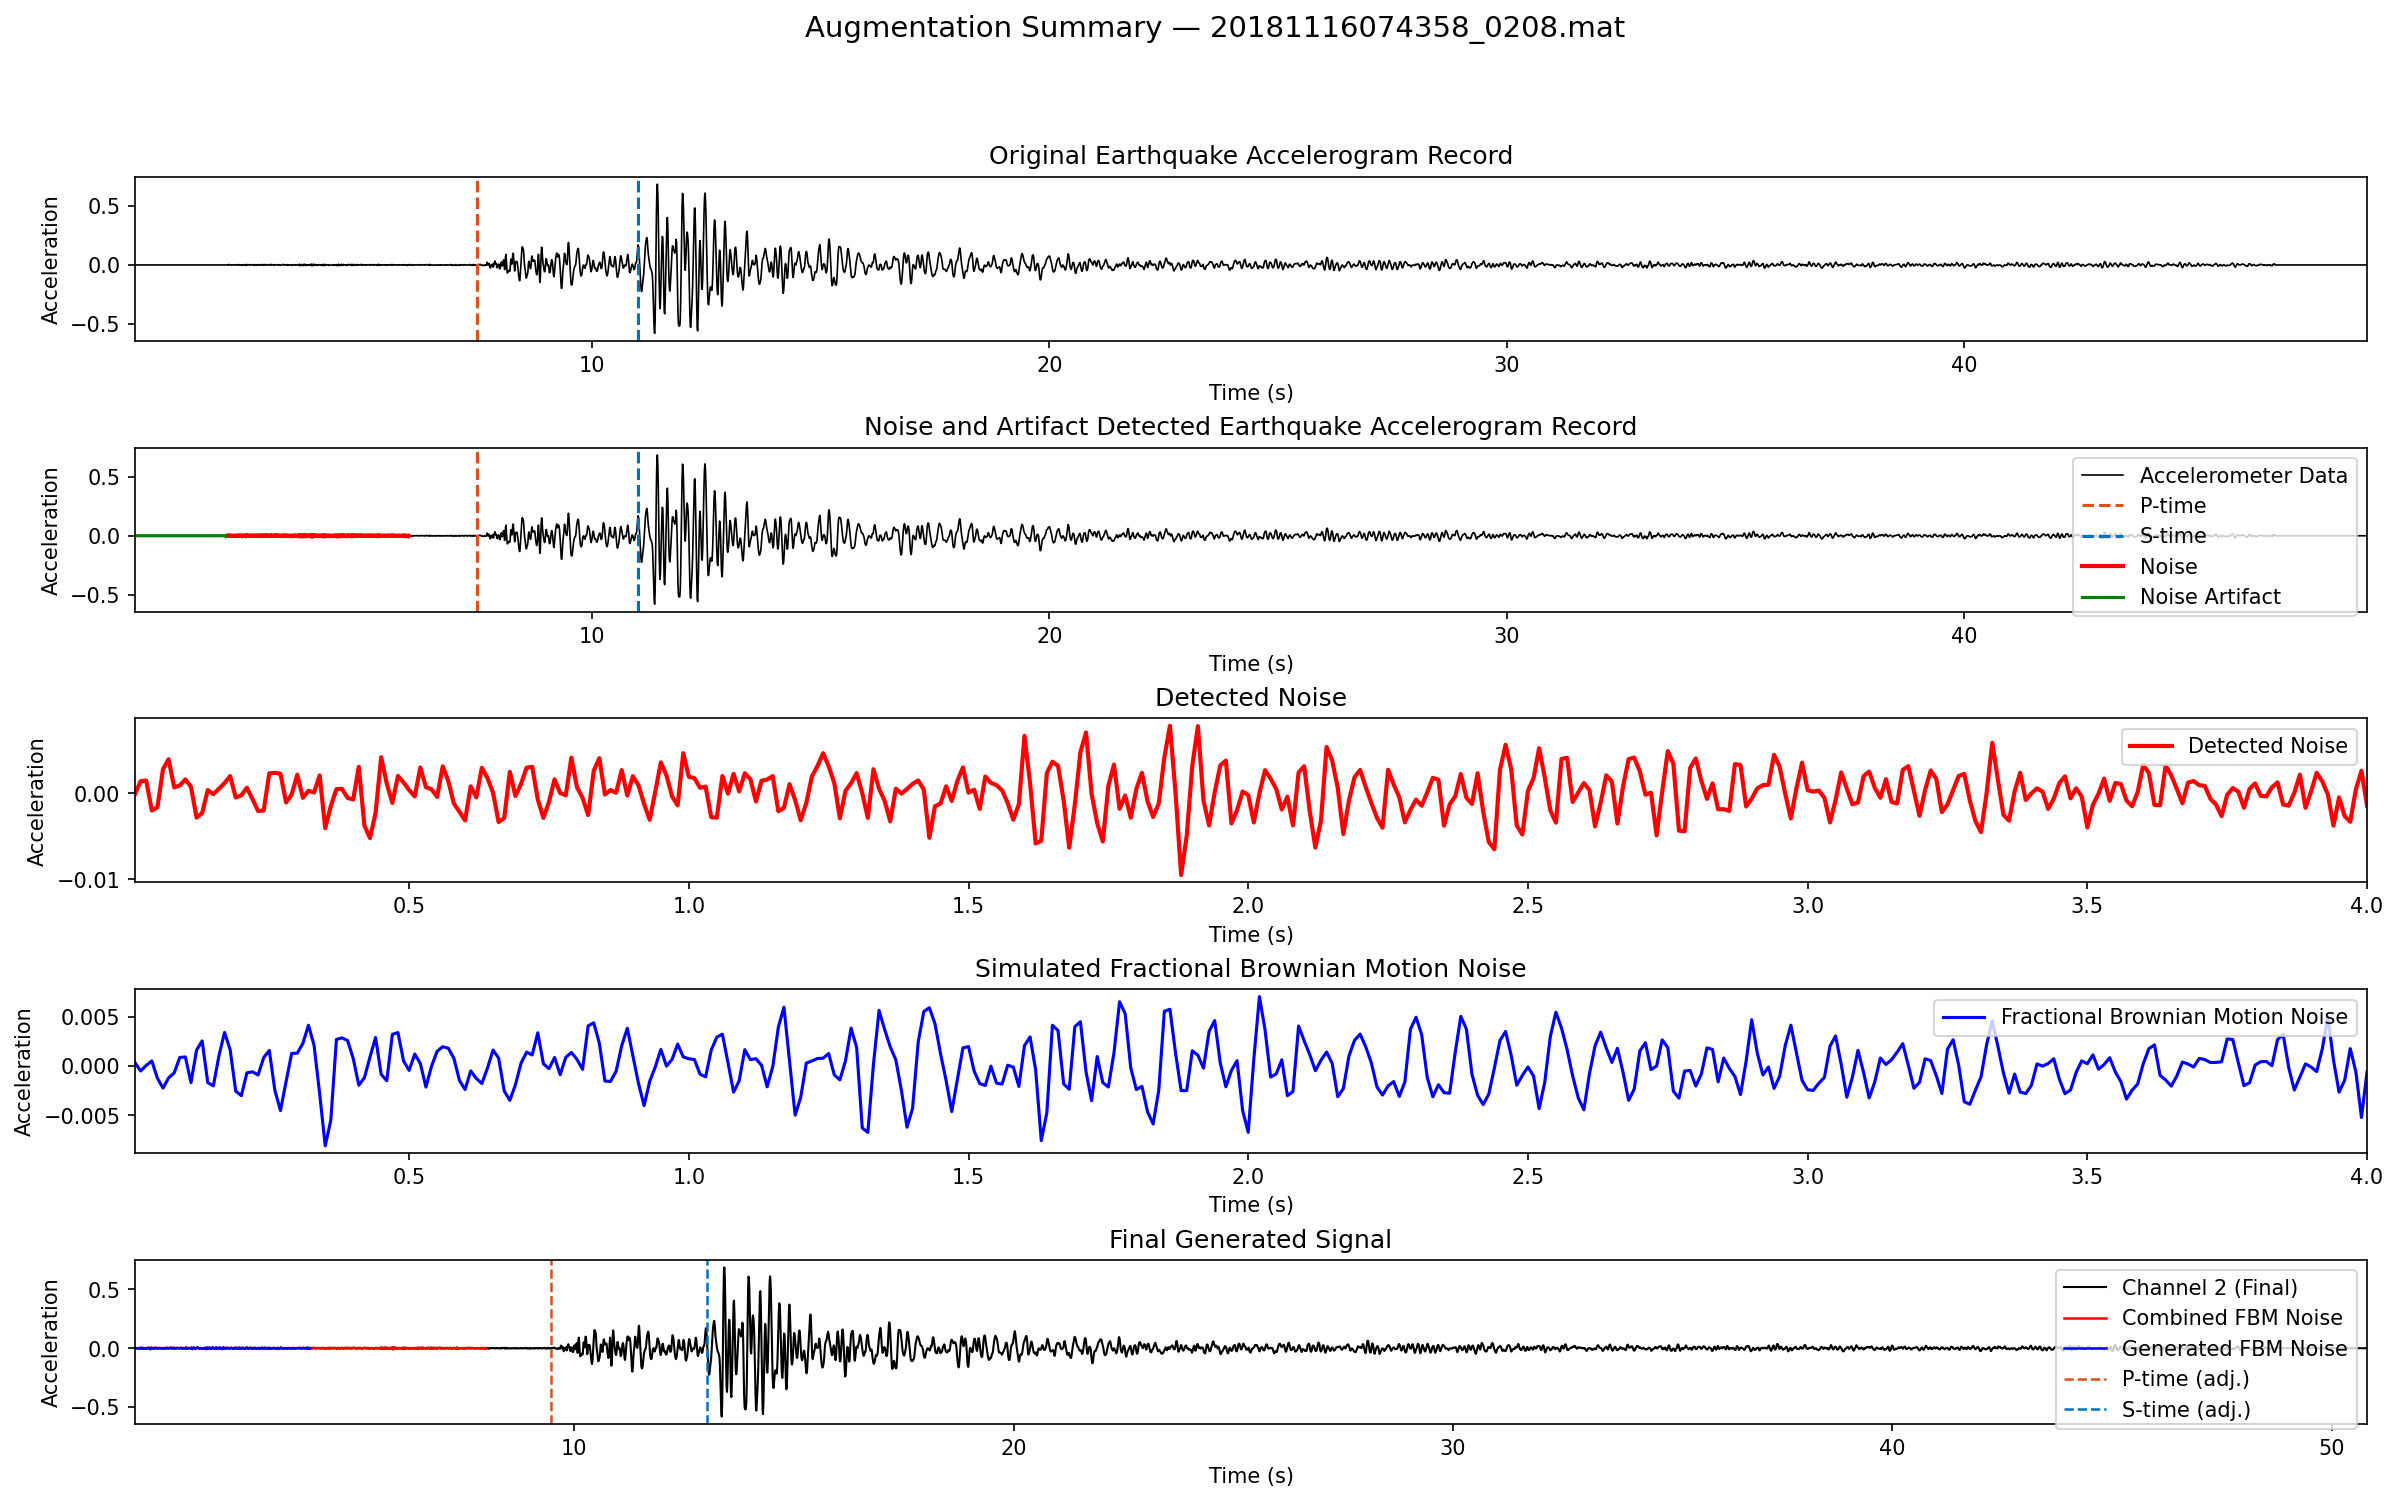 Augmentation Summary — 20181116074358_0208.mat
Original Earthquake Accelerogram Record
Acceleration
0.5
0.0
−0.5
10 20 30 40
Time (s)
Noise and Artifact Detected Earthquake Accelerogram Record
Acceleration
0.5
0.0
−0.5
Accelerometer Data
P-time
S-time
Noise
Noise Artifact
10 20 30 40
Time (s)
Detected Noise
Acceleration
0.00
−0.01
Detected Noise
0.5 1.0 1.5 2.0 2.5 3.0 3.5 4.0
Time (s)
Simulated Fractional Brownian Motion Noise
Acceleration
0.005
0.000
−0.005
Fractional Brownian Motion Noise
0.5 1.0 1.5 2.0 2.5 3.0 3.5 4.0
Time (s)
Final Generated Signal
Acceleration
0.5
0.0
−0.5
Channel 2 (Final)
Combined FBM Noise
Generated FBM Noise
P-time (adj.)
S-time (adj.)
10 20 30 40 50
Time (s)